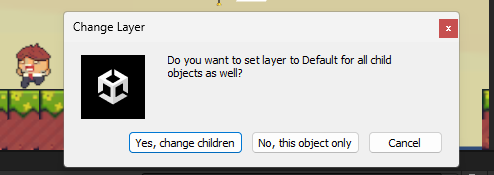 Change Layer
x
Do you want to set layer to Default for all child
objects as well?
Yes, change children
No, this object only
Cancel